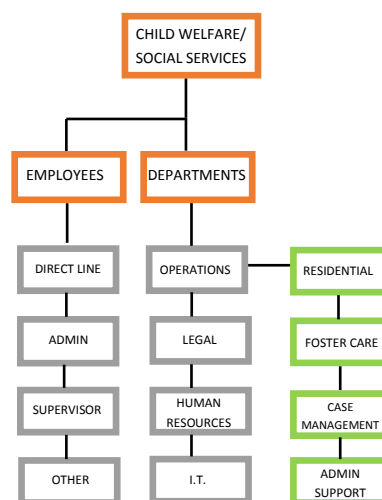 CHILD WELFARE/
SOCIAL SERVICES
EMPLOYEES
DEPARTMENTS
DIRECT LINE
OPERATIONS
RESIDENTIAL
ADMIN
LEGAL
FOSTER CARE
SUPERVISOR
HUMAN
RESOURCES
CASE
MANAGEMENT
OTHER
I.T.
ADMIN
SUPPORT